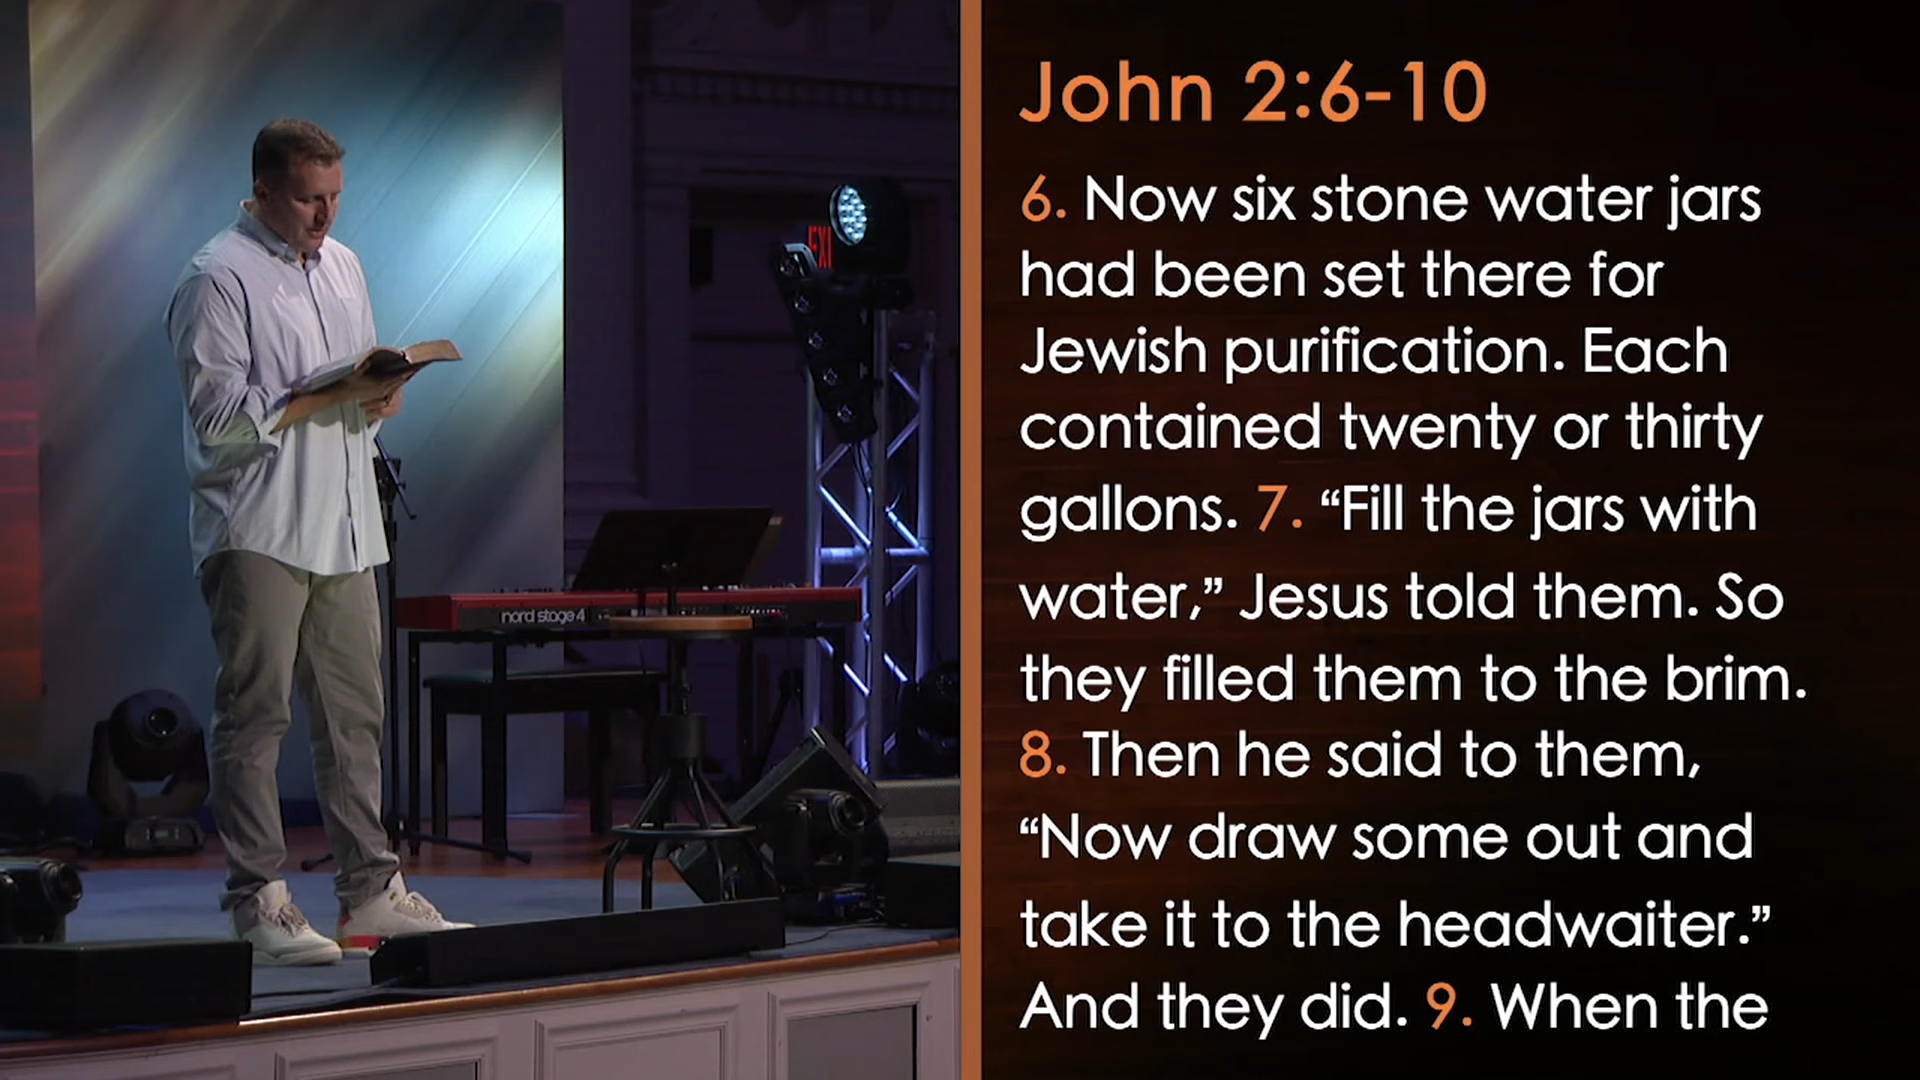 John 2:6-10
6. Now six stone water jars
had been set there for
Jewish purification. Each
contained twenty or thirty
gallons. 7. “Fill the jars with
water,” Jesus told them. So
they filled them to the brim.
8. Then he said to them,
“Now draw some out and
take it to the headwaiter.”
And they did. 9. When the
EXI
nord stage 4